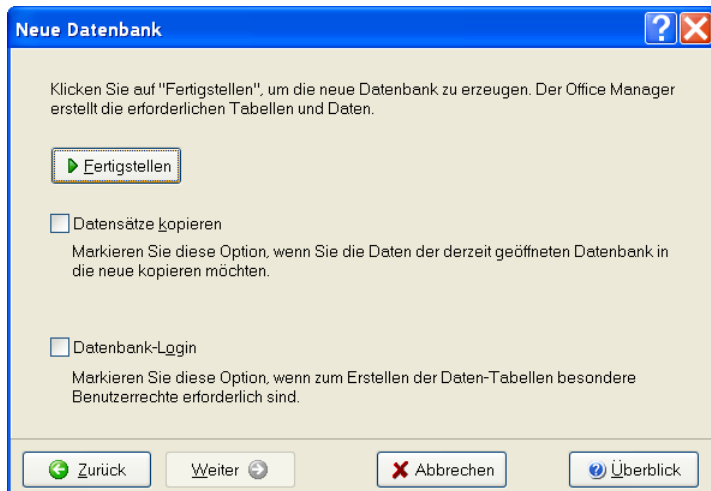 Neue Datenbank
Klicken Sie auf "Fertigstellen", um die neue Datenbank zu erzeugen. Der Office Manager
erstellt die erforderlichen Tabellen und Daten.
Fertigstellen
Datensätze kopieren
Markieren Sie diese Option, wenn Sie die Daten der derzeit geöffneten Datenbank in
die neue kopieren möchten.
Datenbank-Login
Markieren Sie diese Option, wenn zum Erstellen der Daten-Tabellen besondere
Benutzerrechte erforderlich sind.
Zurück Weiter Abbrechen Überblick